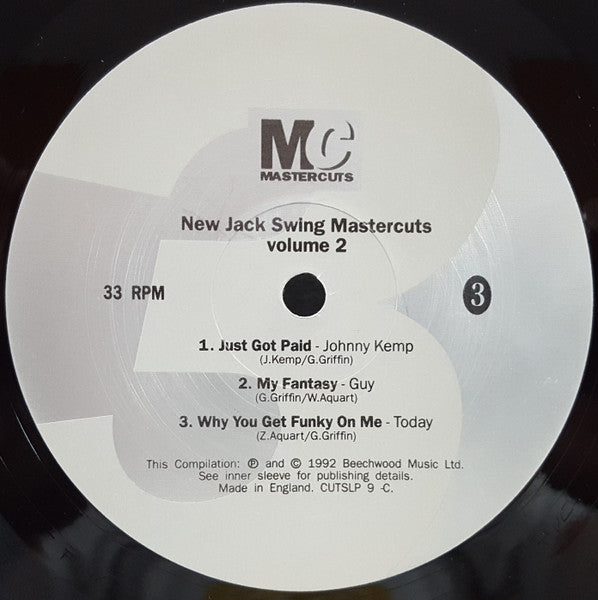 MC
MASTERCUTS
New Jack Swing Mastercuts
volume 2
33 RPM
3
1. Just Got Paid - Johnny Kemp
(J.Kemp/G.Griffin)
2. My Fantasy - Guy
(G.Griffin/W.Aquart)
3. Why You Get Funky On Me - Today
(Z.Aquart/G.Griffin)
This Compilation: ℗ and © 1992 Beechwood Music Ltd.
See inner sleeve for publishing details.
Made in England. CUTSLP 9 -C.